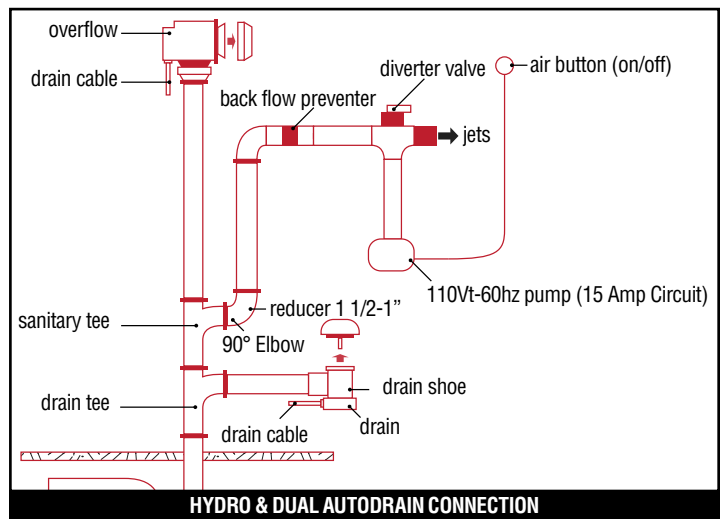 overflow
drain cable
diverter valve
air button (on/off)
back flow preventer
jets
110Vt-60hz pump (15 Amp Circuit)
reducer 1 1/2-1”
sanitary tee
90° Elbow
drain shoe
drain tee
drain cable
drain
HYDRO & DUAL AUTODRAIN CONNECTION